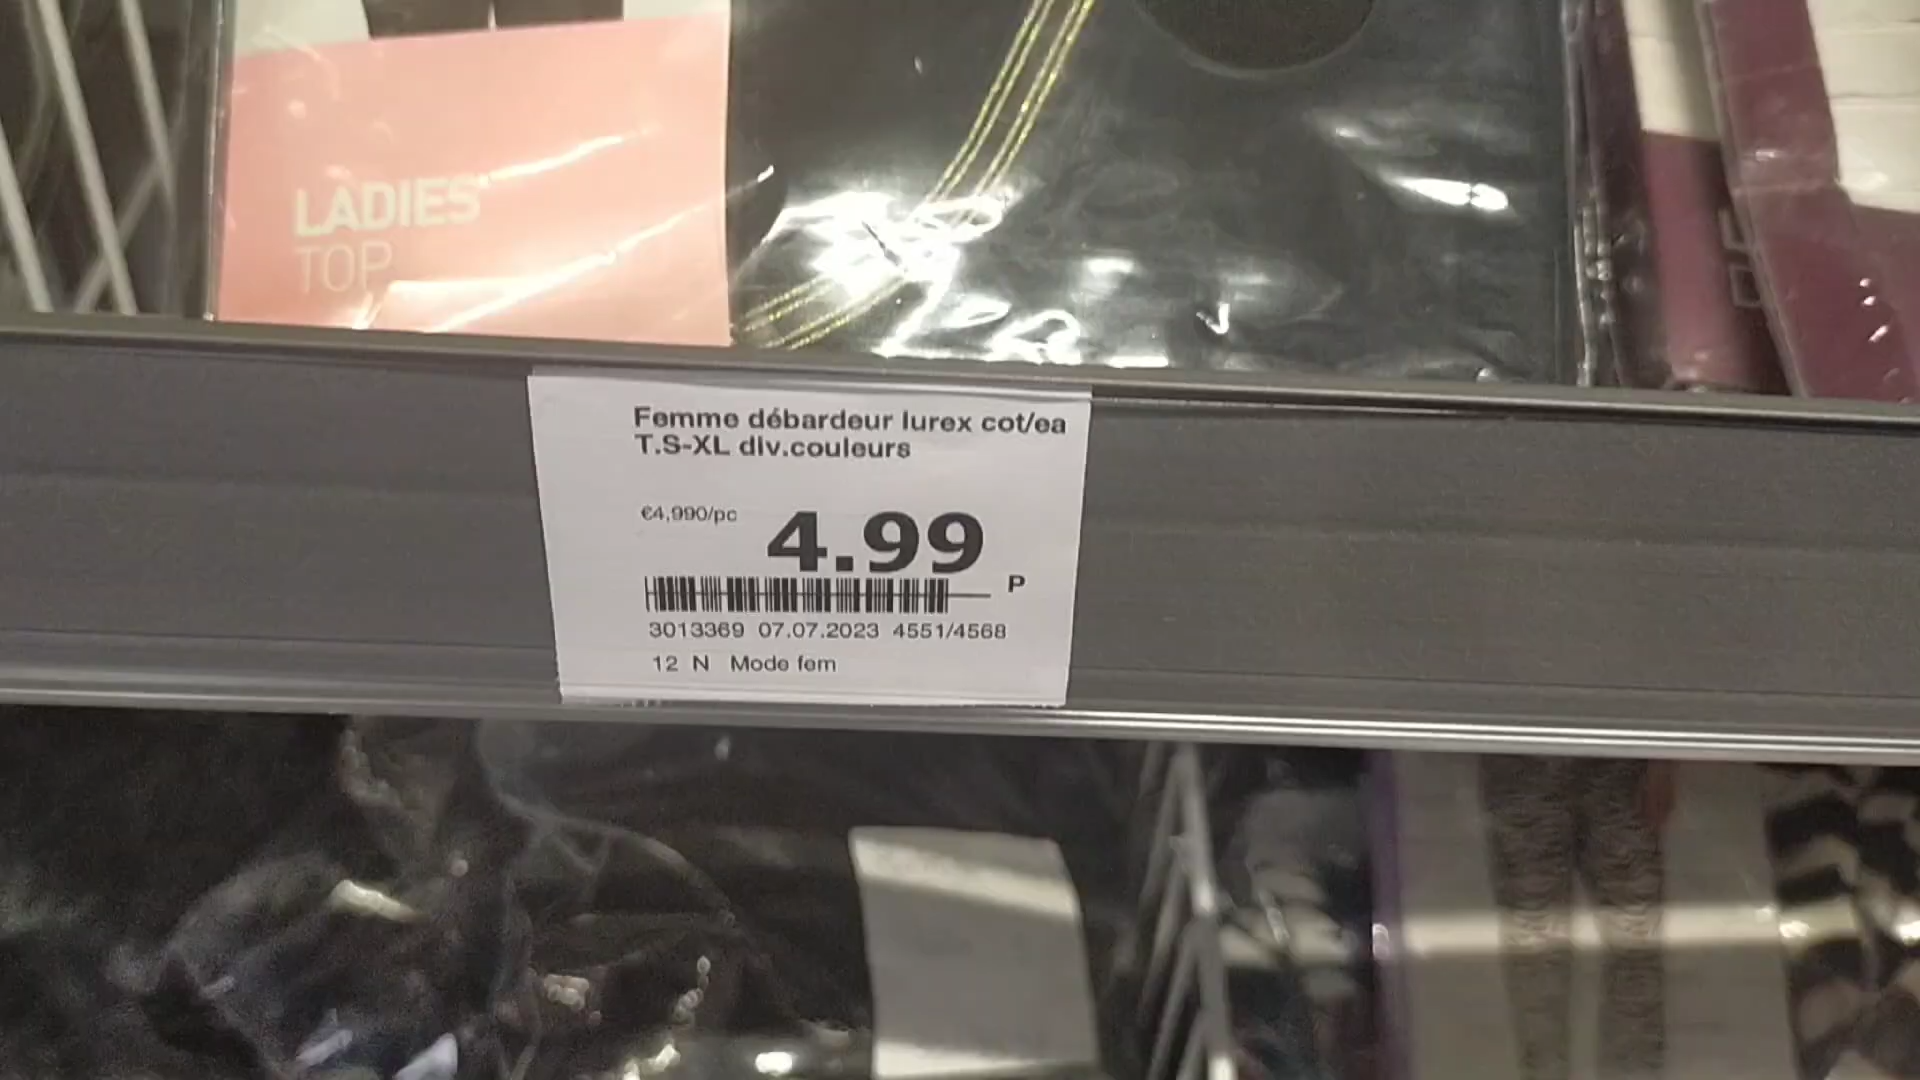 LADIES'
TOP
Femme débardeur lurex cot/ea
T.S-XL div.couleurs
€4,990/pc
4.99
P
3013369 07.07.2023 4551/4568
12 N Mode fem